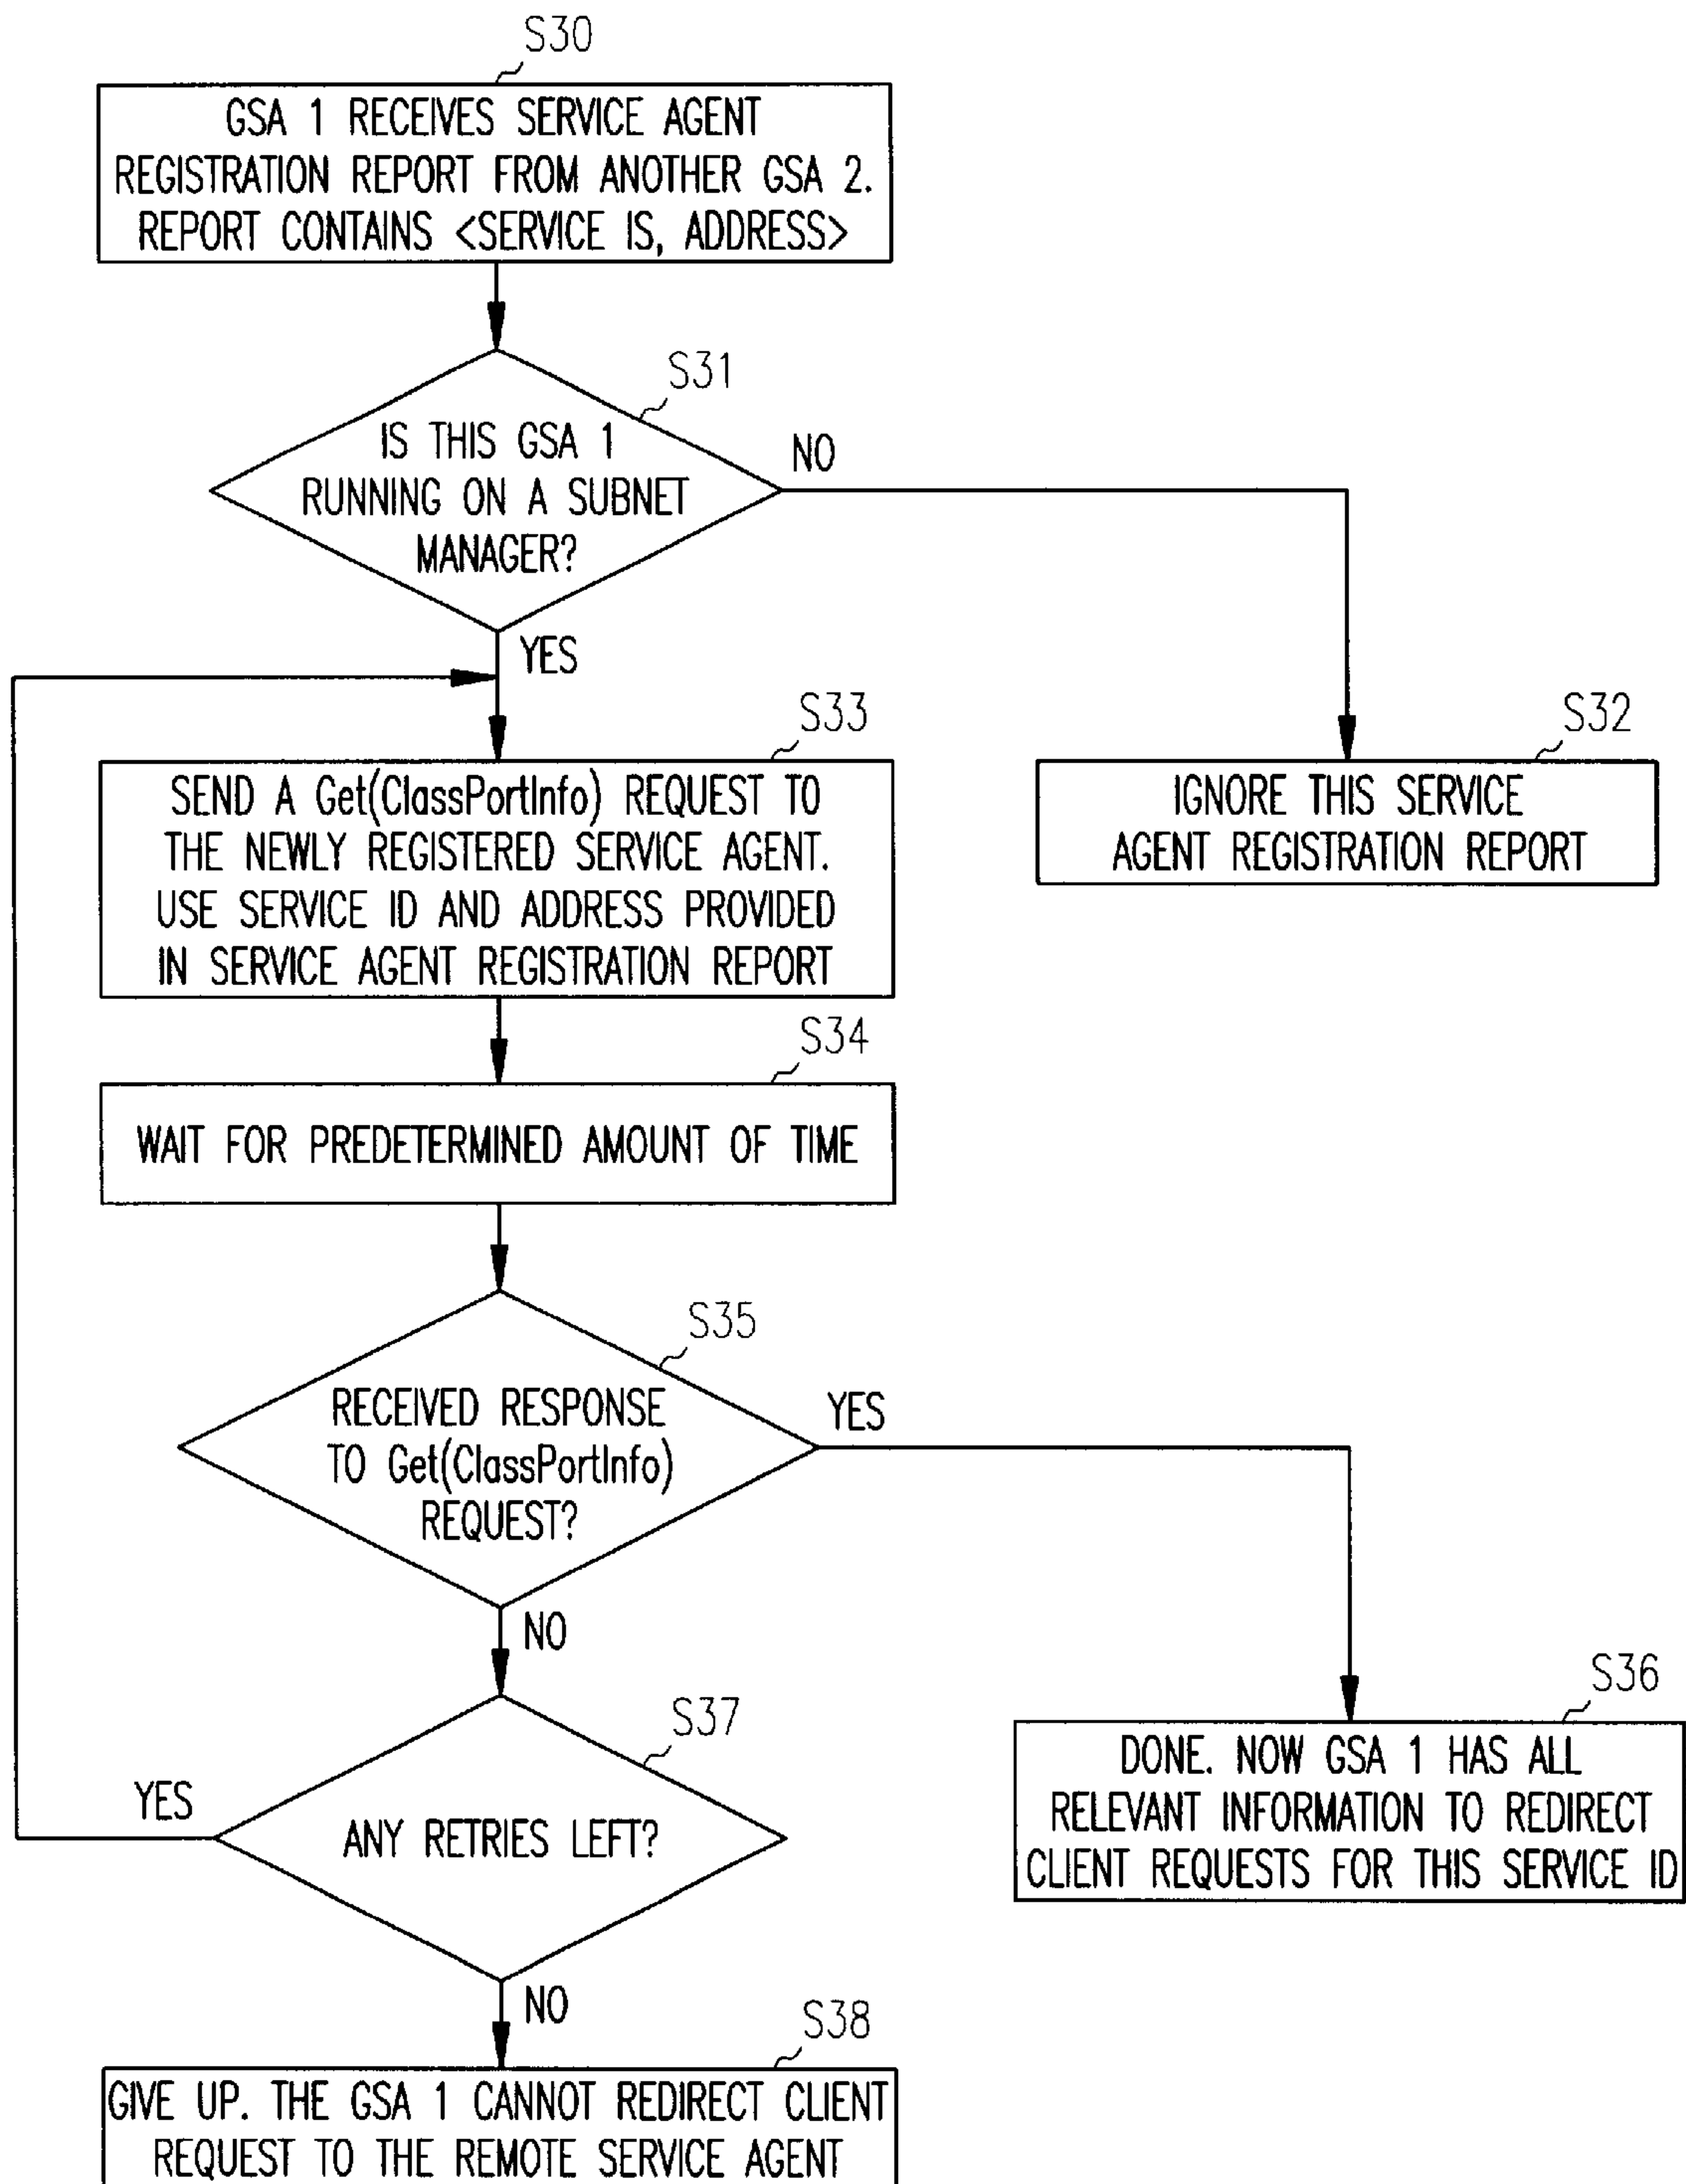 S30
GSA 1 RECEIVES SERVICE AGENT
REGISTRATION REPORT FROM ANOTHER GSA 2.
REPORT CONTAINS <SERVICE IS, ADDRESS>
S31
IS THIS GSA 1
RUNNING ON A SUBNET
MANAGER?
NO
YES
S33
SEND A Get(ClassPortInfo) REQUEST TO
THE NEWLY REGISTERED SERVICE AGENT.
USE SERVICE ID AND ADDRESS PROVIDED
IN SERVICE AGENT REGISTRATION REPORT
S32
IGNORE THIS SERVICE
AGENT REGISTRATION REPORT
S34
WAIT FOR PREDETERMINED AMOUNT OF TIME
S35
RECEIVED RESPONSE
TO Get(ClassPortInfo)
REQUEST?
YES
NO
S36
DONE. NOW GSA 1 HAS ALL
RELEVANT INFORMATION TO REDIRECT
CLIENT REQUESTS FOR THIS SERVICE ID
S37
ANY RETRIES LEFT?
YES
NO
S38
GIVE UP. THE GSA 1 CANNOT REDIRECT CLIENT
REQUEST TO THE REMOTE SERVICE AGENT